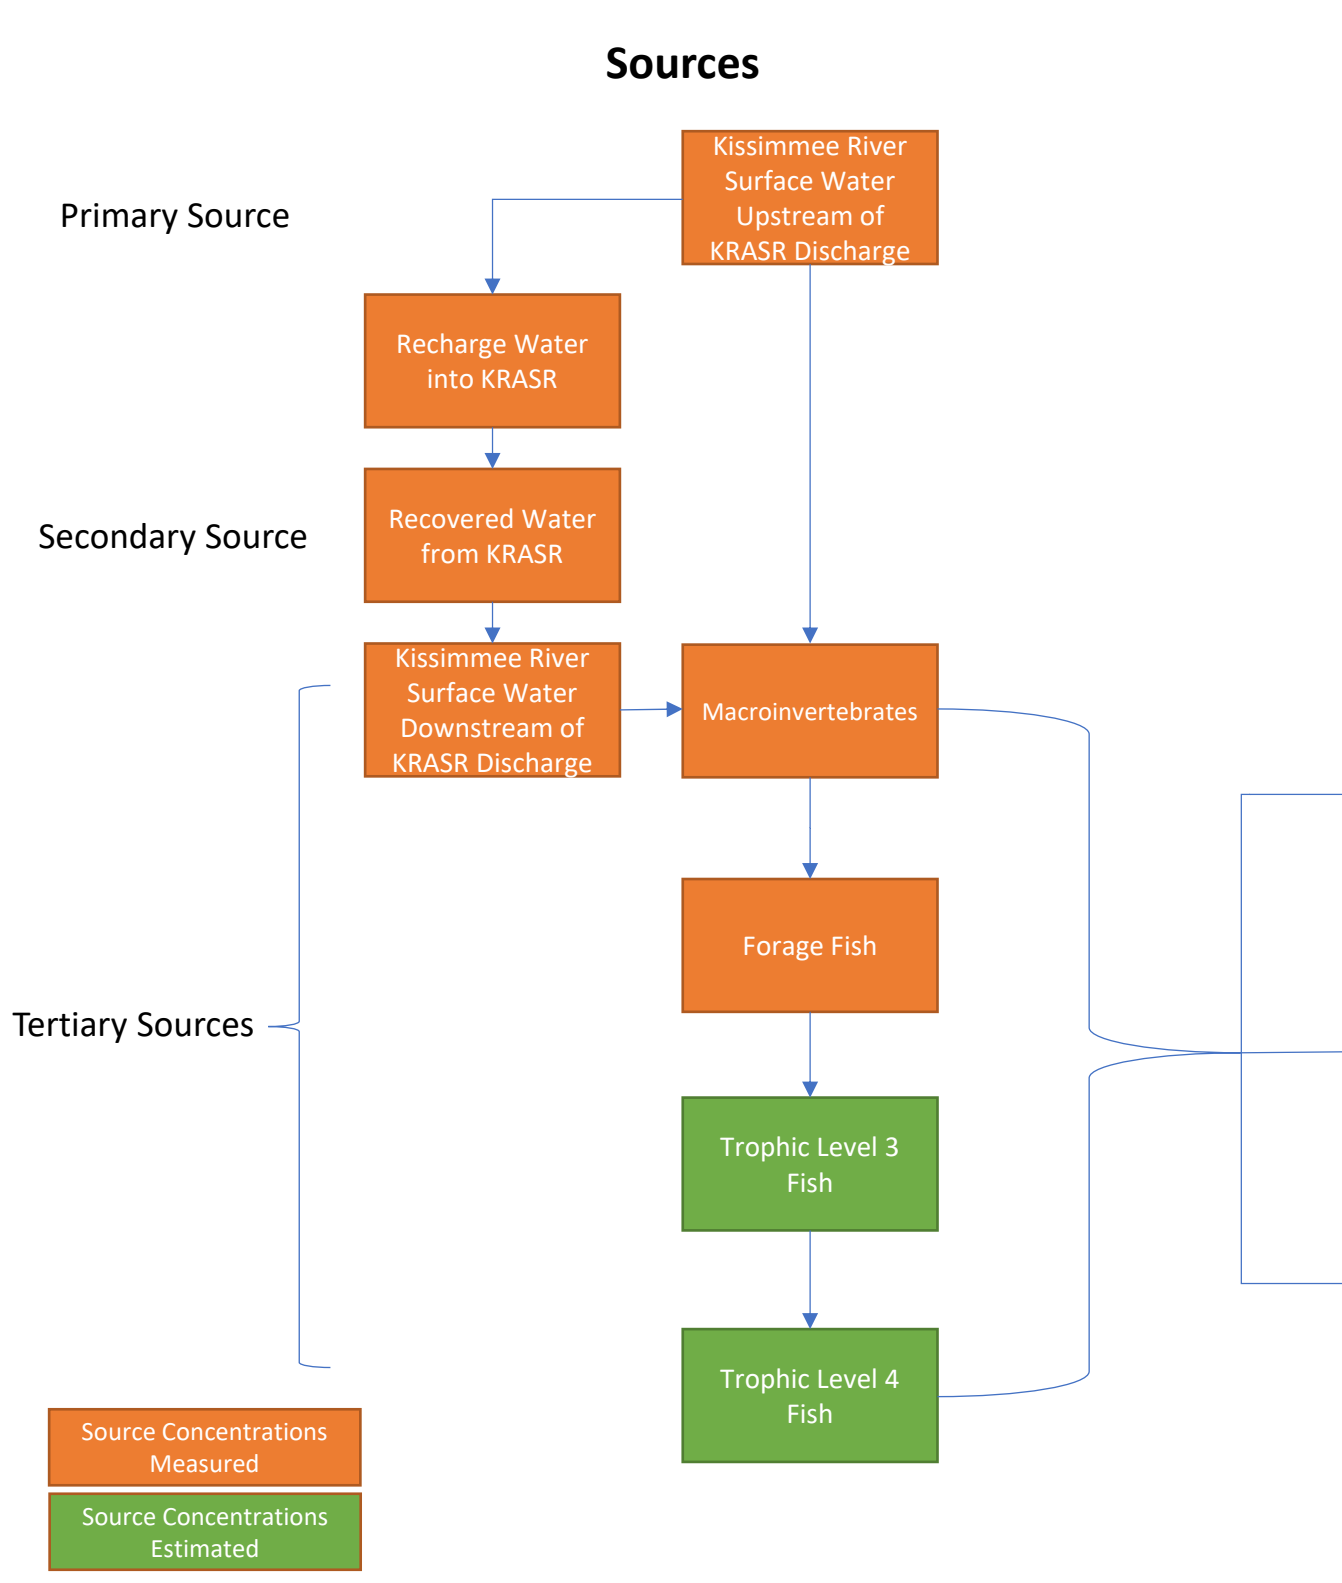 Sources
Primary Source
Kissimmee River
Surface Water
Upstream of
KRASR Discharge
Recharge Water
into KRASR
Secondary Source
Recovered Water
from KRASR
Kissimmee River
Surface Water
Downstream of
KRASR Discharge
Macroinvertebrates
Forage Fish
Tertiary Sources
Trophic Level 3
Fish
Trophic Level 4
Fish
Source Concentrations
Measured
Source Concentrations
Estimated